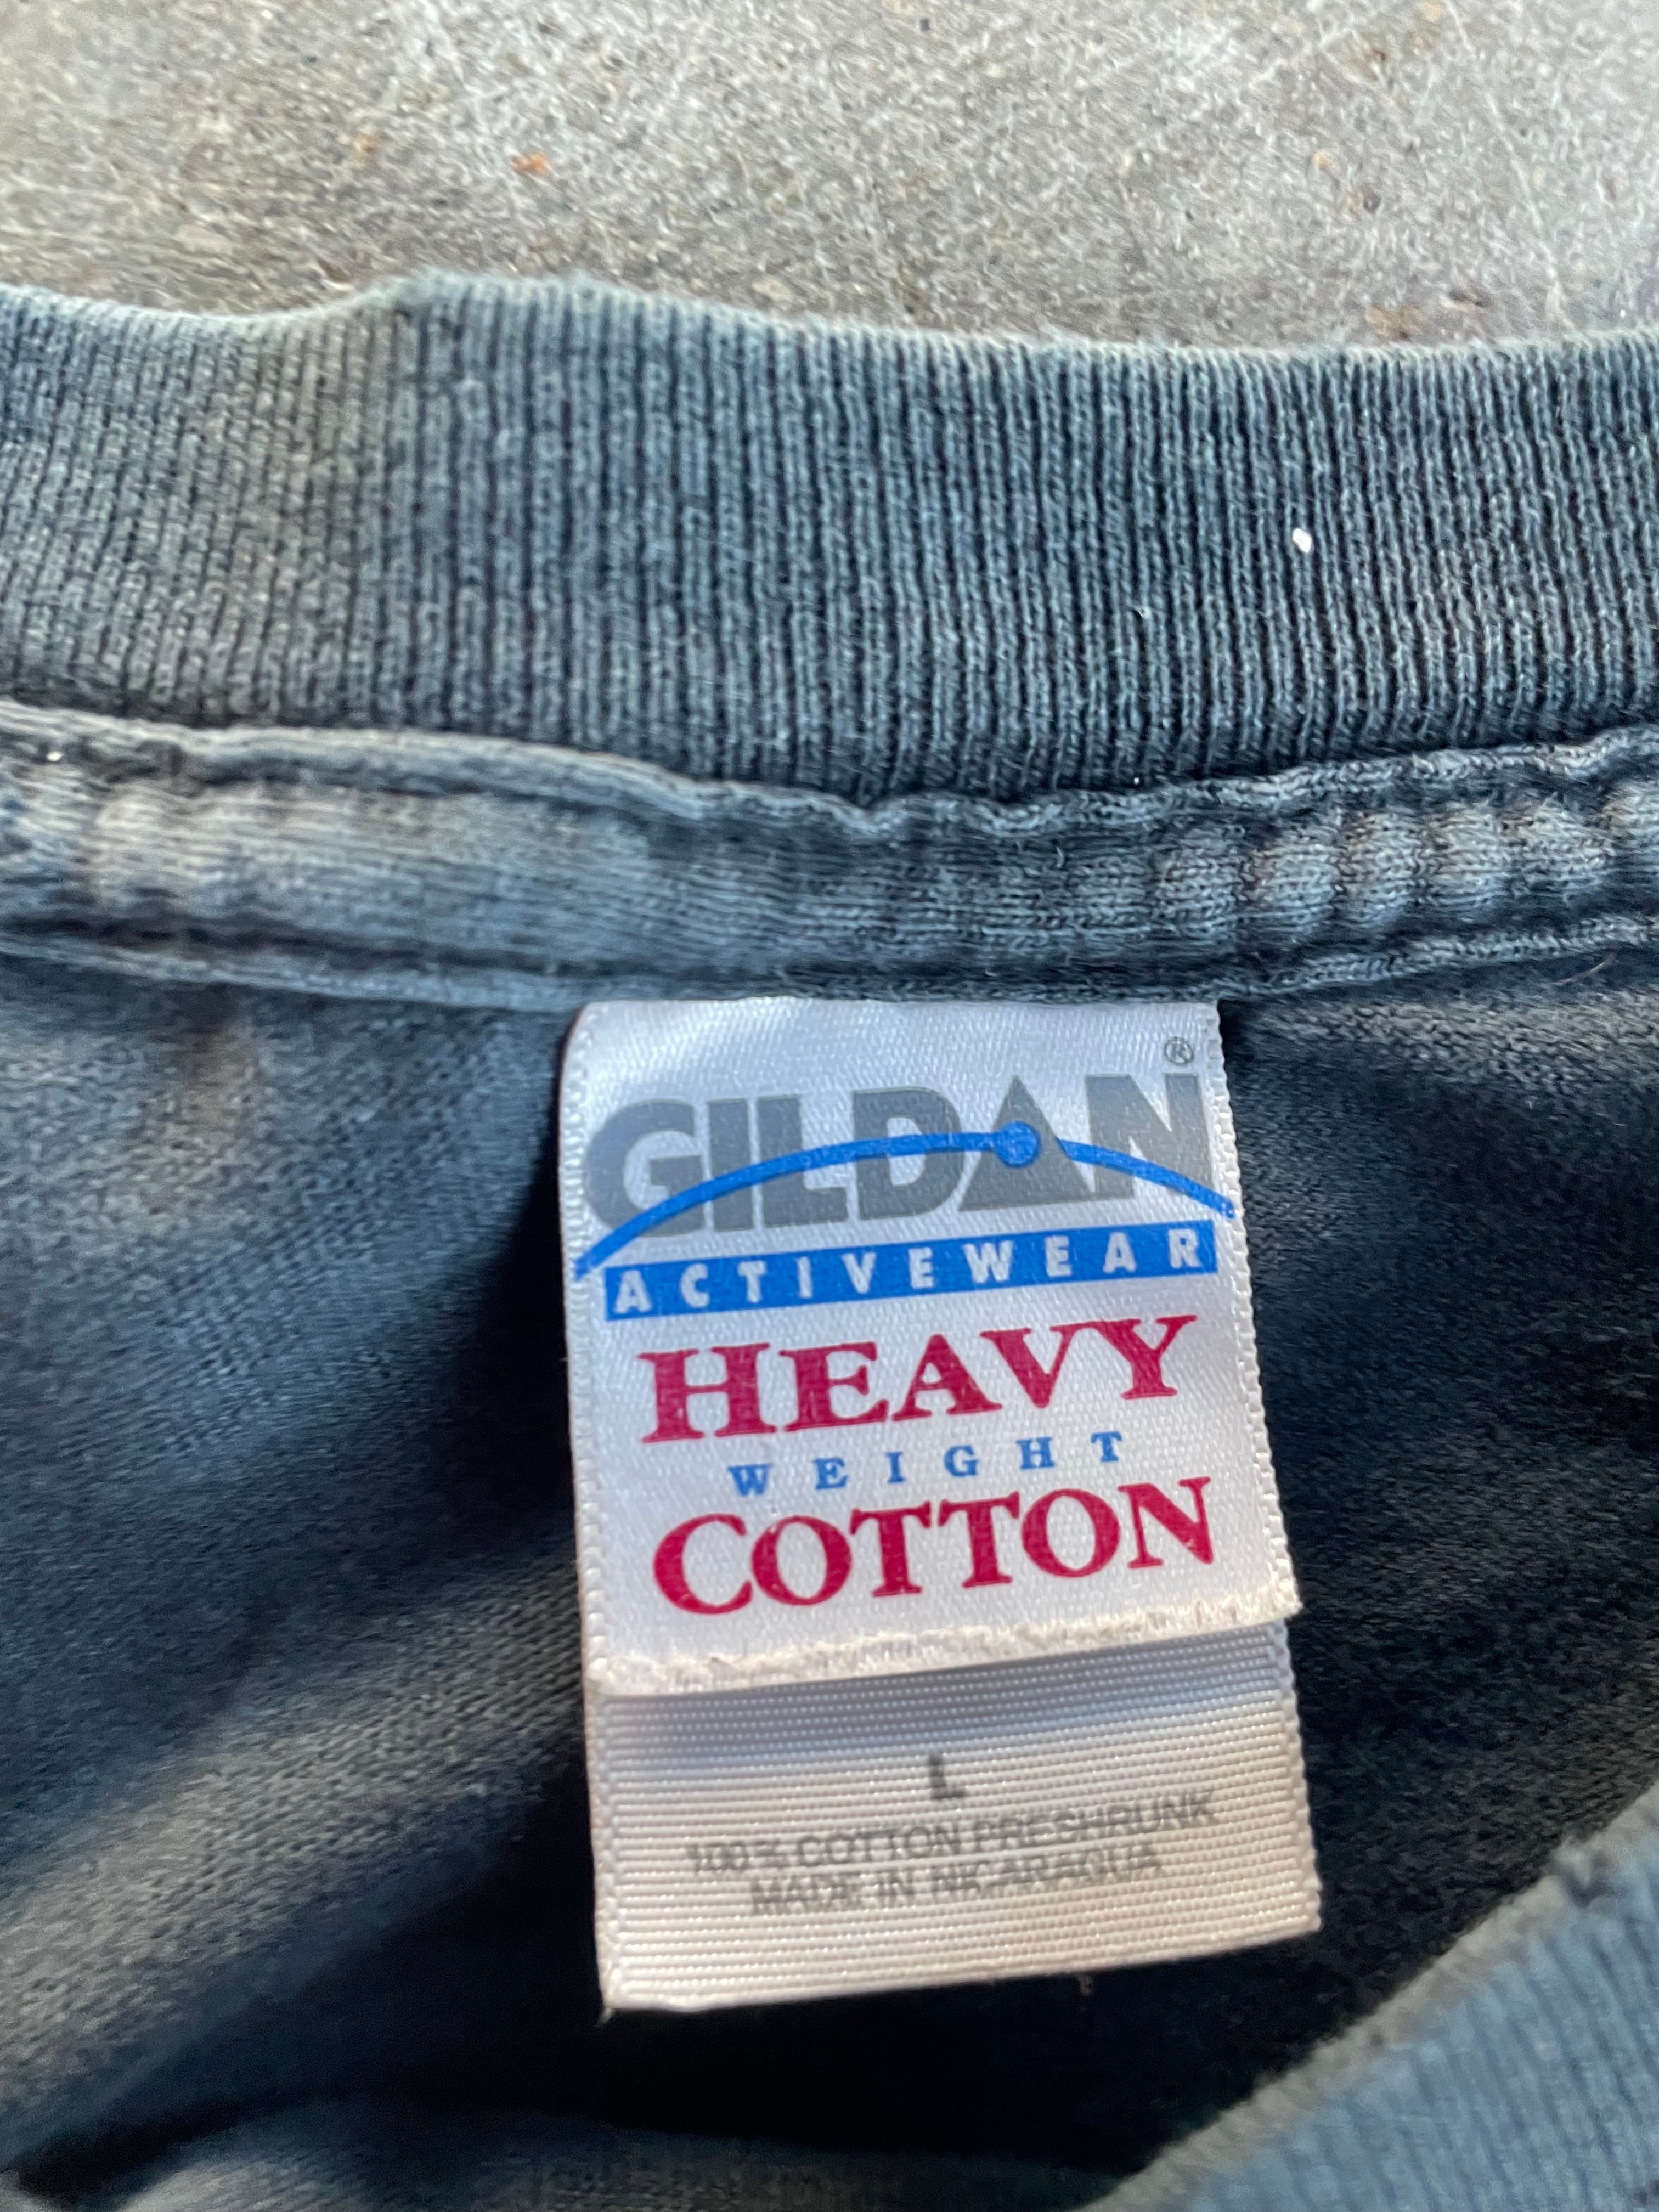 GILDAN®
ACTIVEWEAR
HEAVY
WEIGHT
COTTON
L
100% COTTON PRESHRUNK
MADE IN NICARAGUA